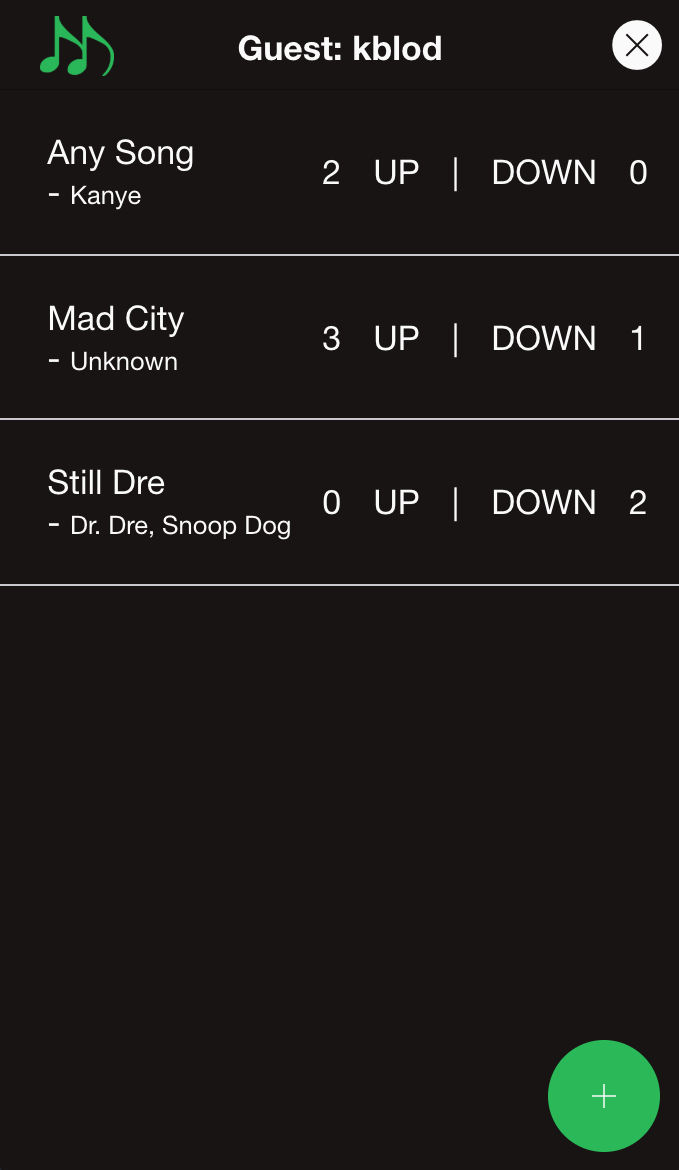 Guest: kblod
Any Song
- Kanye
2 UP | DOWN 0
Mad City
- Unknown
3 UP | DOWN 1
Still Dre
- Dr. Dre, Snoop Dog
0 UP | DOWN 2
+